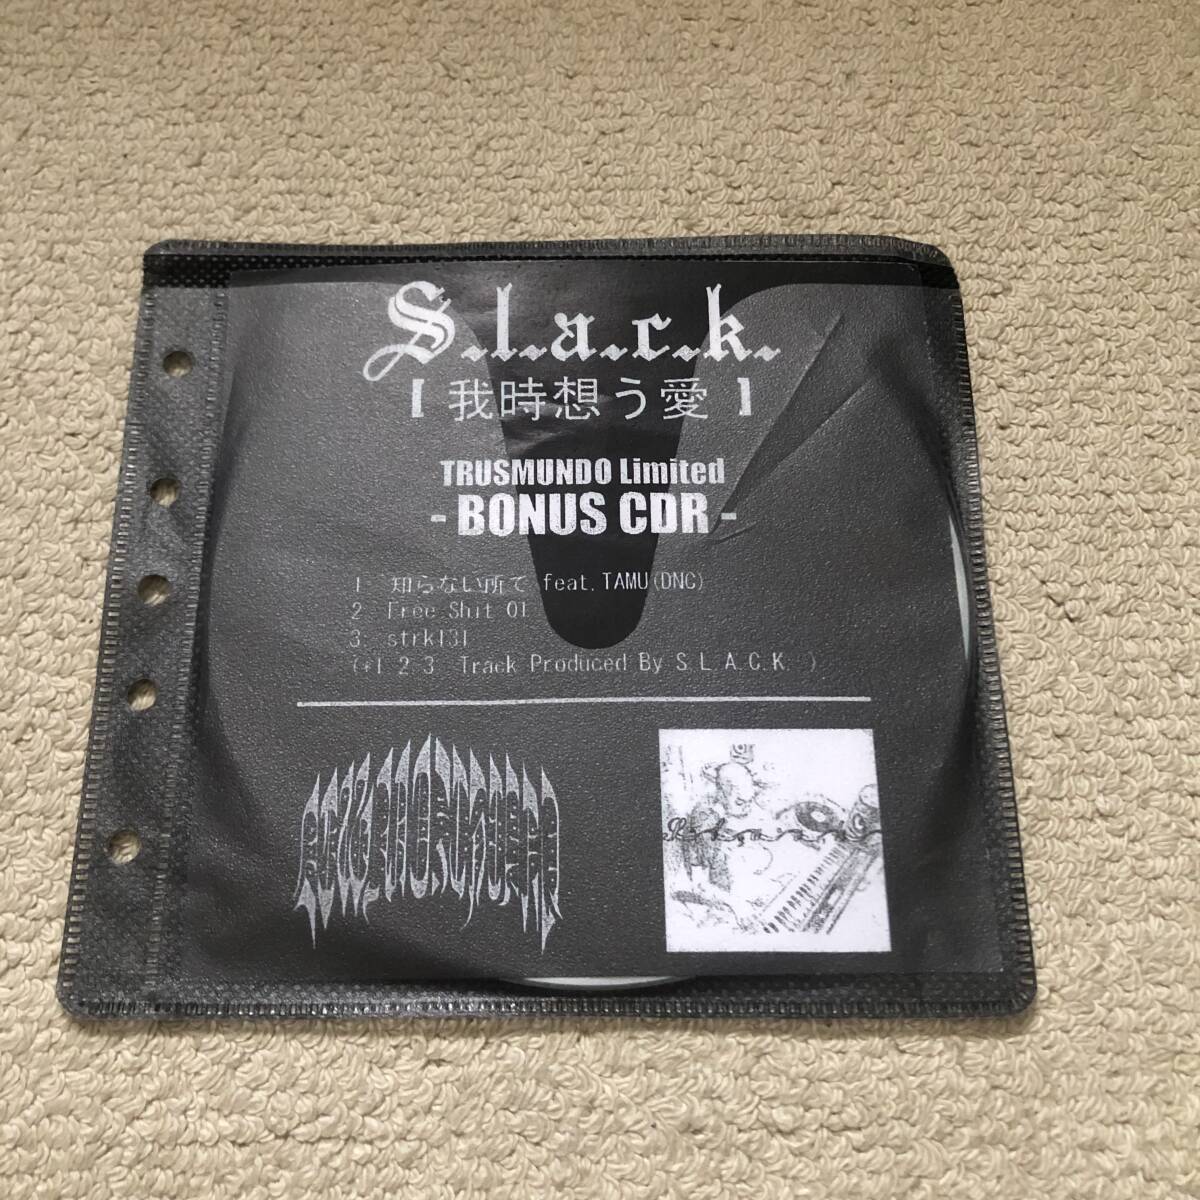 S.l.a.c.k.
【 我時想う愛 】
TRUSMUNDO Limited
- BONUS CDR -
1 知らない所で feat. TAMU(DNC)
2 Free Shit 01
3. strk131
(*1 2 3 Track Produced By S.L.A.C.K. )